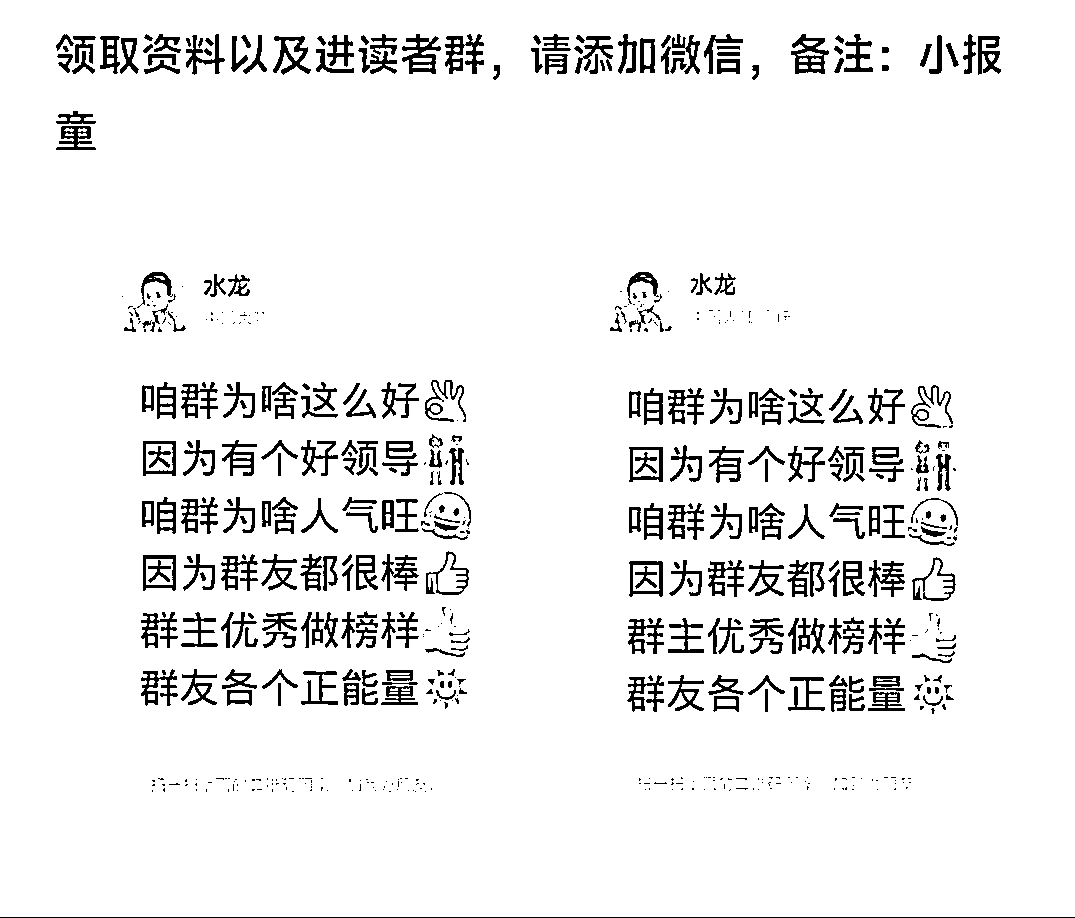 领取资料以及进读者群，请添加微信，备注：小报
童
水龙
咱群为啥这么好👌
因为有个好领导👫
咱群为啥人气旺🤗
因为群友都很棒👍
群主优秀做榜样👍
群友各个正能量🌞
水龙
咱群为啥这么好👌
因为有个好领导👫
咱群为啥人气旺🤗
因为群友都很棒👍
群主优秀做榜样👍
群友各个正能量🌞